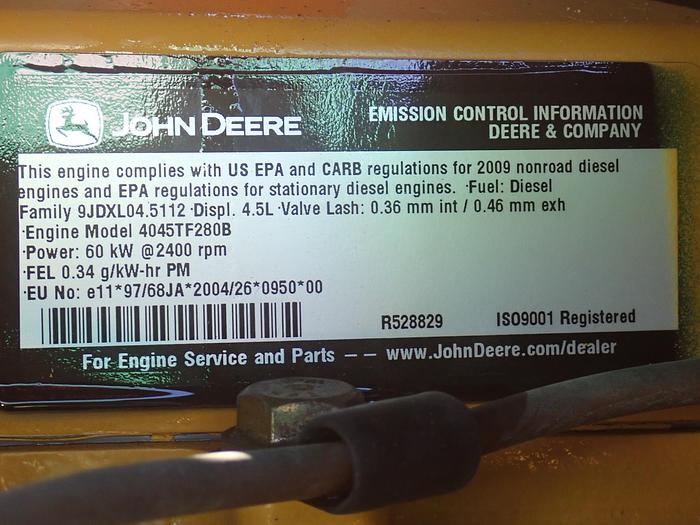 JOHN DEERE
EMISSION CONTROL INFORMATION
DEERE & COMPANY
This engine complies with US EPA and CARB regulations for 2009 nonroad diesel
engines and EPA regulations for stationary diesel engines. ·Fuel: Diesel
Family 9JDXL04.5112 ·Displ. 4.5L ·Valve Lash: 0.36 mm int / 0.46 mm exh
·Engine Model 4045TF280B
·Power: 60 kW @2400 rpm
·FEL 0.34 g/kW-hr PM
·EU No: e11*97/68JA*2004/26*0950*00
R528829 ISO9001 Registered
For Engine Service and Parts –– www.JohnDeere.com/dealer